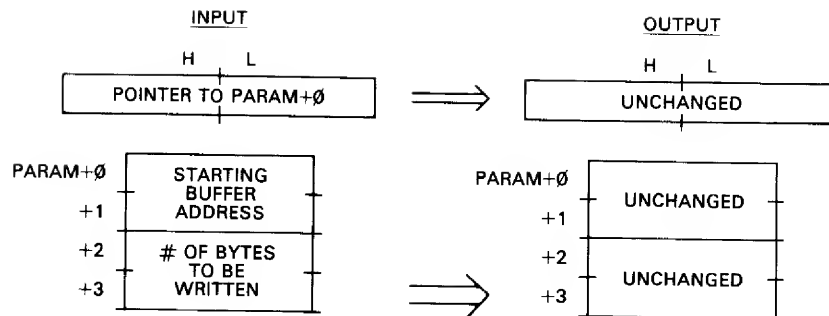 INPUT
OUTPUT
H L
H L
POINTER TO PARAM+Ø
UNCHANGED
PARAM+Ø
STARTING
BUFFER
ADDRESS
+1
+2
# OF BYTES
TO BE
WRITTEN
+3
PARAM+Ø
UNCHANGED
+1
+2
UNCHANGED
+3